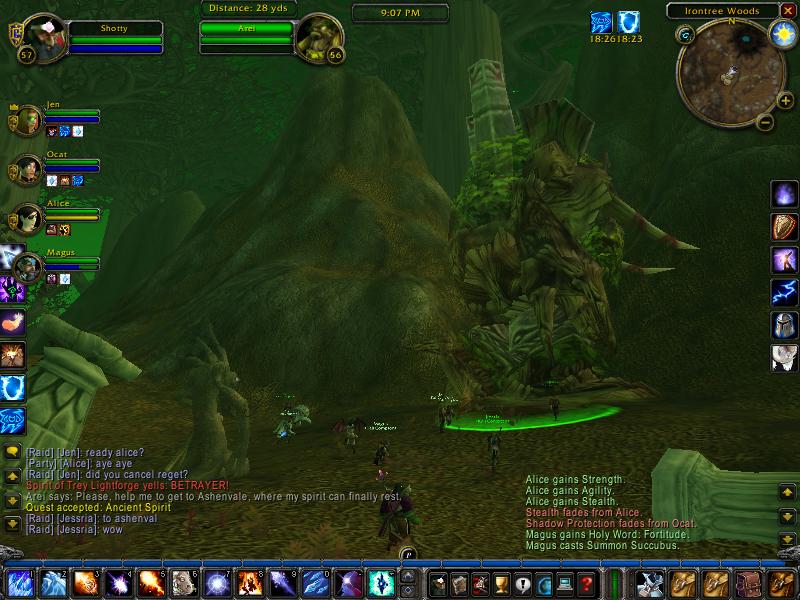 Distance: 28 yds
9:07 PM
Irontree Woods
N
Shotty
57
Arei
56
18:26 18:23
Jen
Ocat
Alice
Magus
[Raid] [Jen]: ready alice?
[Party] [Alice]: aye aye
[Raid] [Jen]: did you cancel reget?
Spirit of Trey Lightforge yells: BETRAYER!
Arei says: Please, help me to get to Ashenvale, where my spirit can finally rest.
Quest accepted: Ancient Spirit
[Raid] [Jessria]: to ashenval
[Raid] [Jessria]: wow
Alice gains Strength.
Alice gains Agility.
Alice gains Stealth.
Stealth fades from Alice.
Shadow Protection fades from Ocat.
Magus gains Holy Word: Fortitude.
Magus casts Summon Succubus.